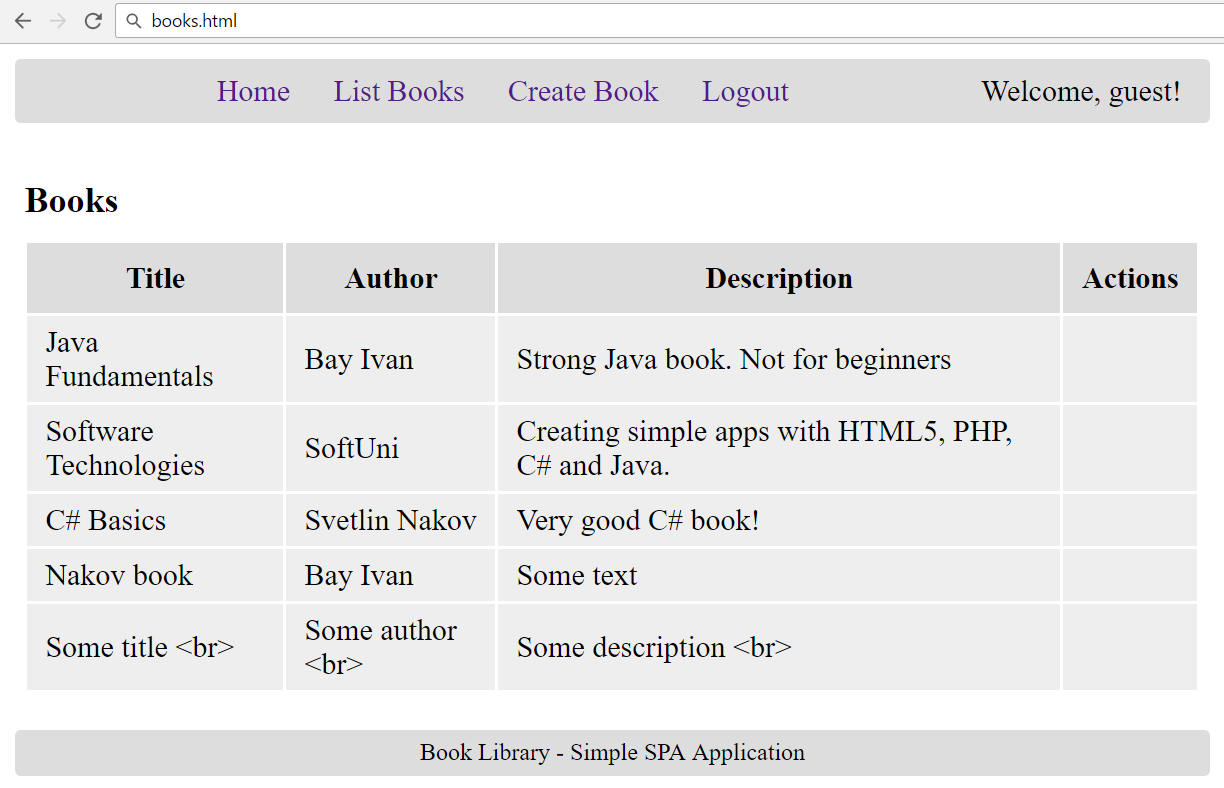 books.html
Home List Books Create Book Logout Welcome, guest!
Books
Title Author Description Actions
Java
Fundamentals
Bay Ivan
Strong Java book. Not for beginners
Software
Technologies
SoftUni
Creating simple apps with HTML5, PHP,
C# and Java.
C# Basics Svetlin Nakov Very good C# book!
Nakov book Bay Ivan Some text
Some title <br>
Some author
<br>
Some description <br>
Book Library - Simple SPA Application